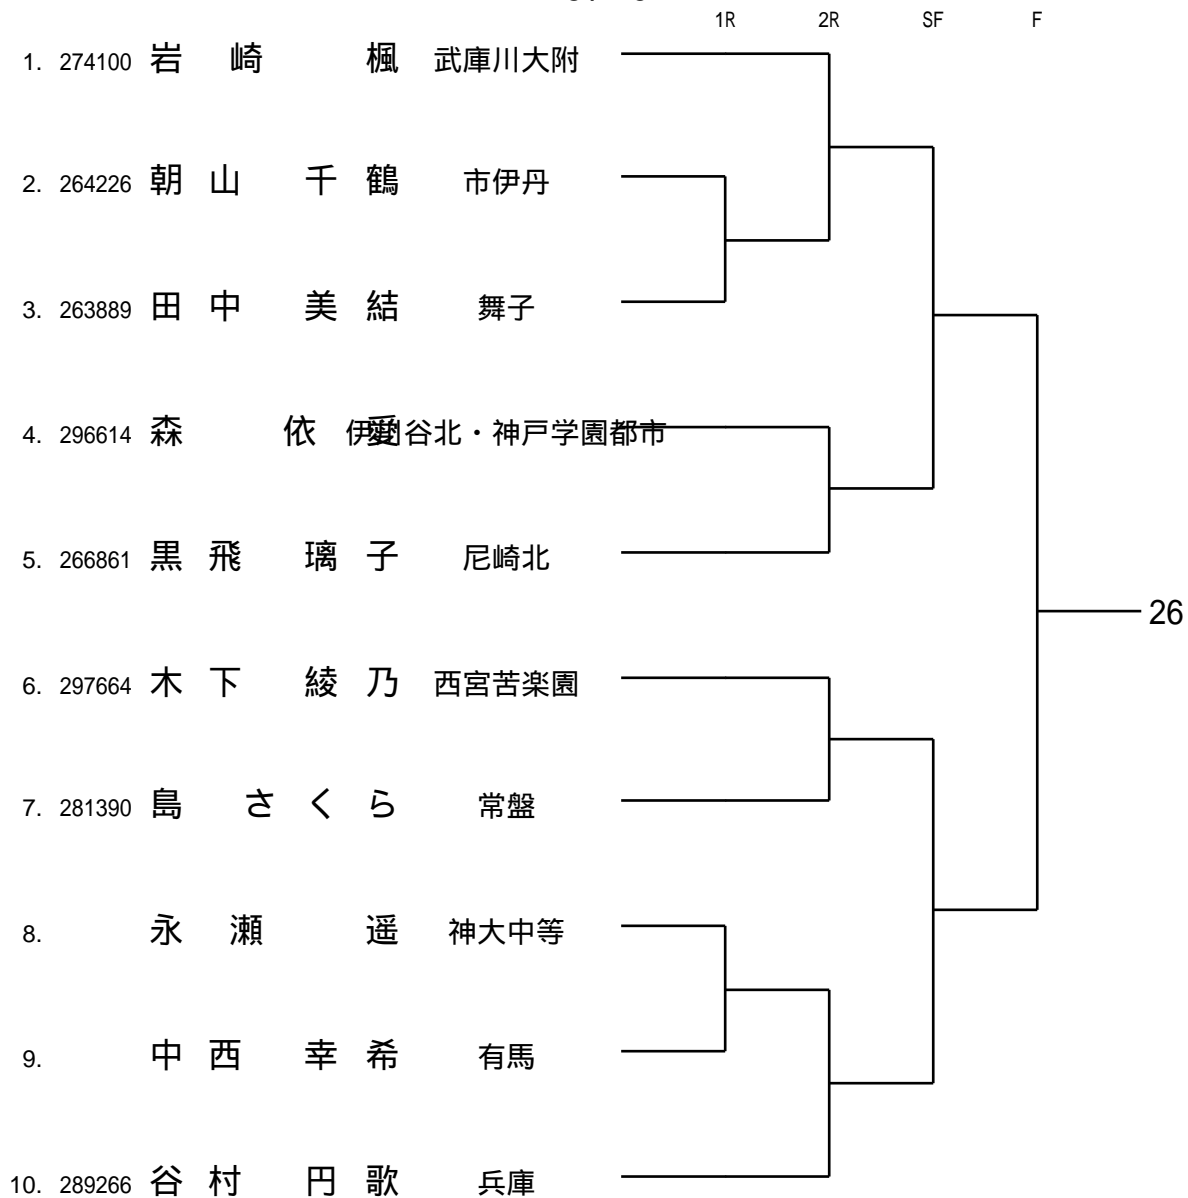 1R 2R SF F
1. 274100 岩崎 楓 武庫川大附
2. 264226 朝山 千鶴 市伊丹
3. 263889 田中 美結 舞子
4. 296614 森 依愛 伊川谷北・神戸学園都市
5. 266861 黒飛 璃子 尼崎北
26
6. 297664 木下 綾乃 西宮苦楽園
7. 281390 島 さくら 常盤
8. 永瀬 遥 神大中等
9. 中西 幸希 有馬
10. 289266 谷村 円歌 兵庫